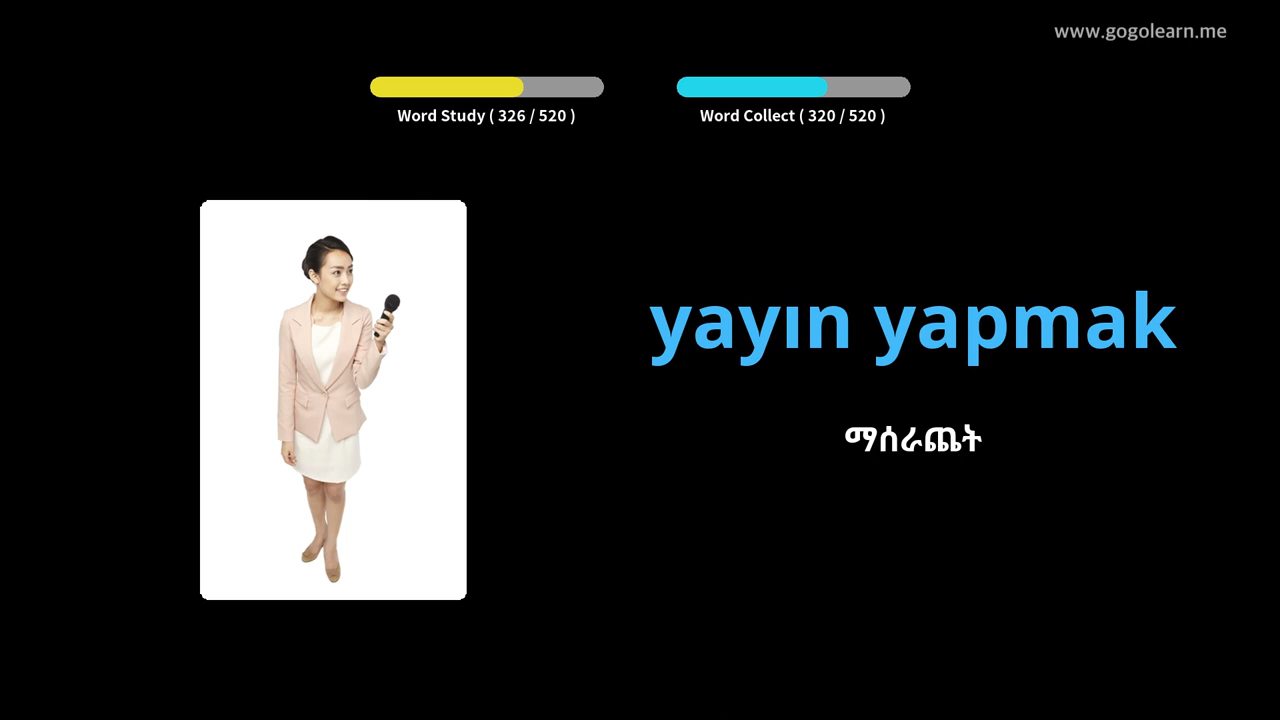 www.gogolearn.me
Word Study ( 326 / 520 )
Word Collect ( 320 / 520 )
yayın yapmak
ማሰራጨት